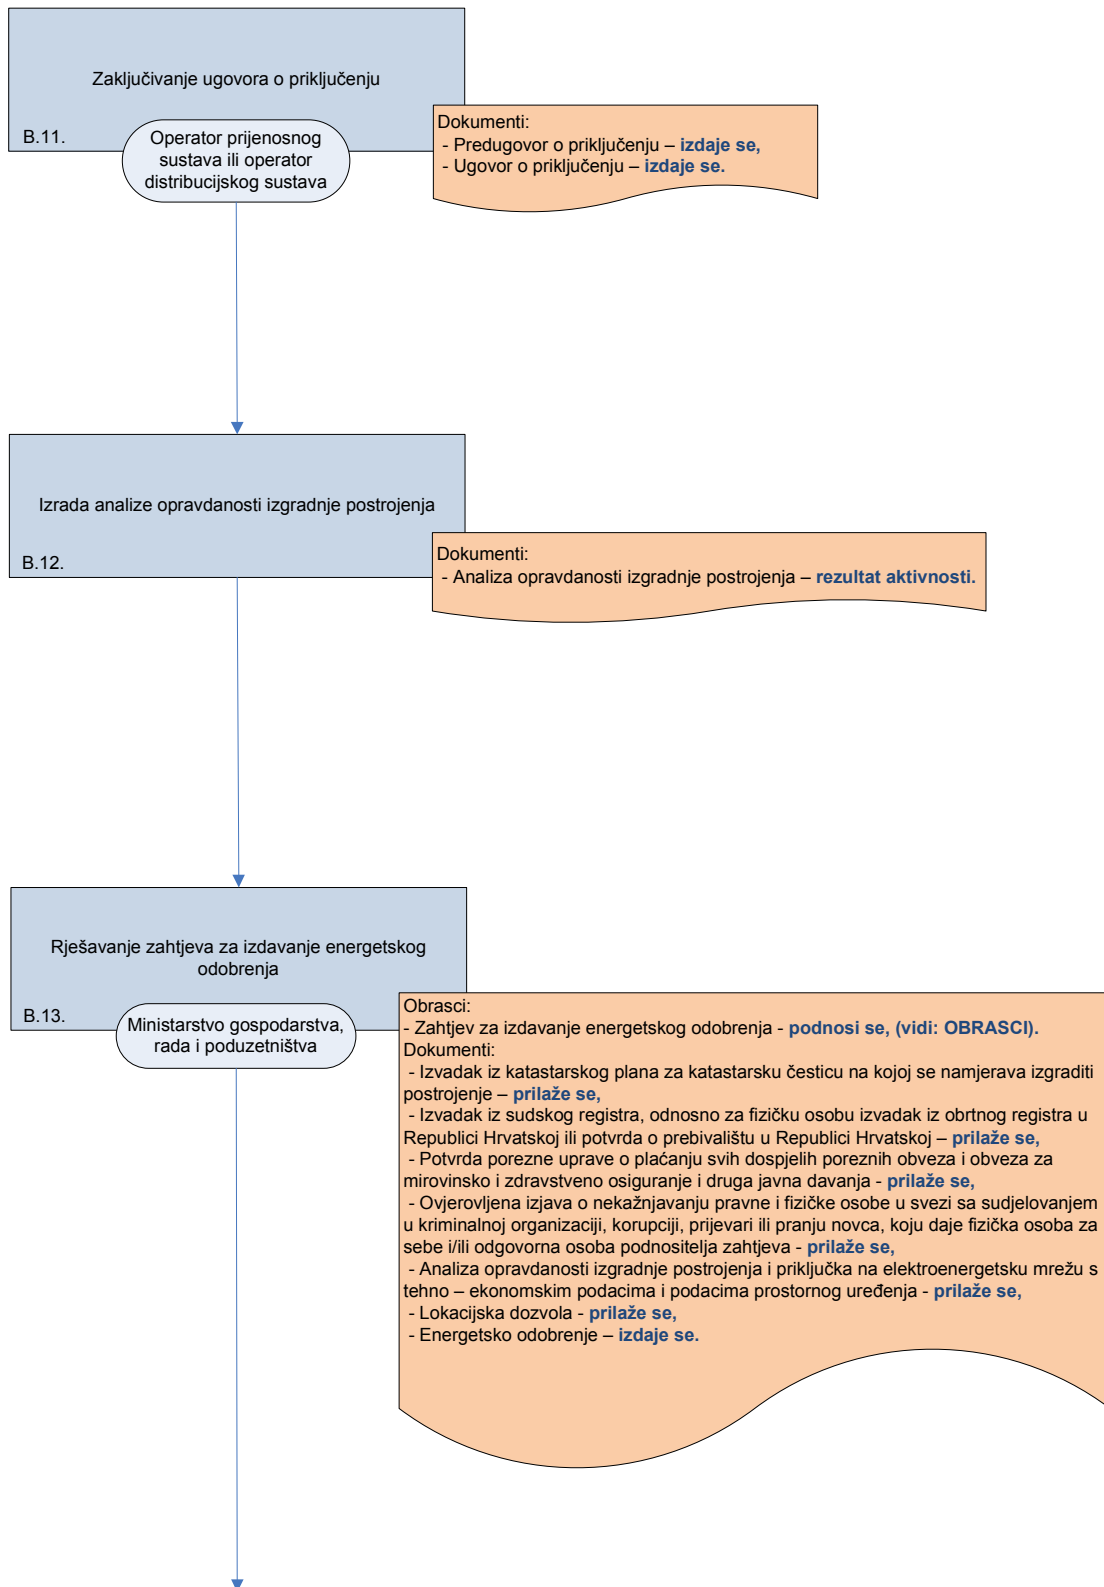 Zaključivanje ugovora o priključenju
B.11.
Operator prijenosnog
sustava ili operator
distribucijskog sustava
Dokumenti:
- Predugovor o priključenju – izdaje se,
- Ugovor o priključenju – izdaje se.
Izrada analize opravdanosti izgradnje postrojenja
B.12.
Dokumenti:
- Analiza opravdanosti izgradnje postrojenja – rezultat aktivnosti.
Rješavanje zahtjeva za izdavanje energetskog
odobrenja
B.13.
Ministarstvo gospodarstva,
rada i poduzetništva
Obrasci:
- Zahtjev za izdavanje energetskog odobrenja - podnosi se, (vidi: OBRASCI).
Dokumenti:
- Izvadak iz katastarskog plana za katastarsku česticu na kojoj se namjerava izgraditi
postrojenje – prilaže se,
- Izvadak iz sudskog registra, odnosno za fizičku osobu izvadak iz obrtnog registra u
Republici Hrvatskoj ili potvrda o prebivalištu u Republici Hrvatskoj – prilaže se,
- Potvrda porezne uprave o plaćanju svih dospjelih poreznih obveza i obveza za
mirovinsko i zdravstveno osiguranje i druga javna davanja - prilaže se,
- Ovjerovljena izjava o nekažnjavanju pravne i fizičke osobe u svezi sa sudjelovanjem
u kriminalnoj organizaciji, korupciji, prijevari ili pranju novca, koju daje fizička osoba za
sebe i/ili odgovorna osoba podnositelja zahtjeva - prilaže se,
- Analiza opravdanosti izgradnje postrojenja i priključka na elektroenergetsku mrežu s
tehno – ekonomskim podacima i podacima prostornog uređenja - prilaže se,
- Lokacijska dozvola - prilaže se,
- Energetsko odobrenje – izdaje se.